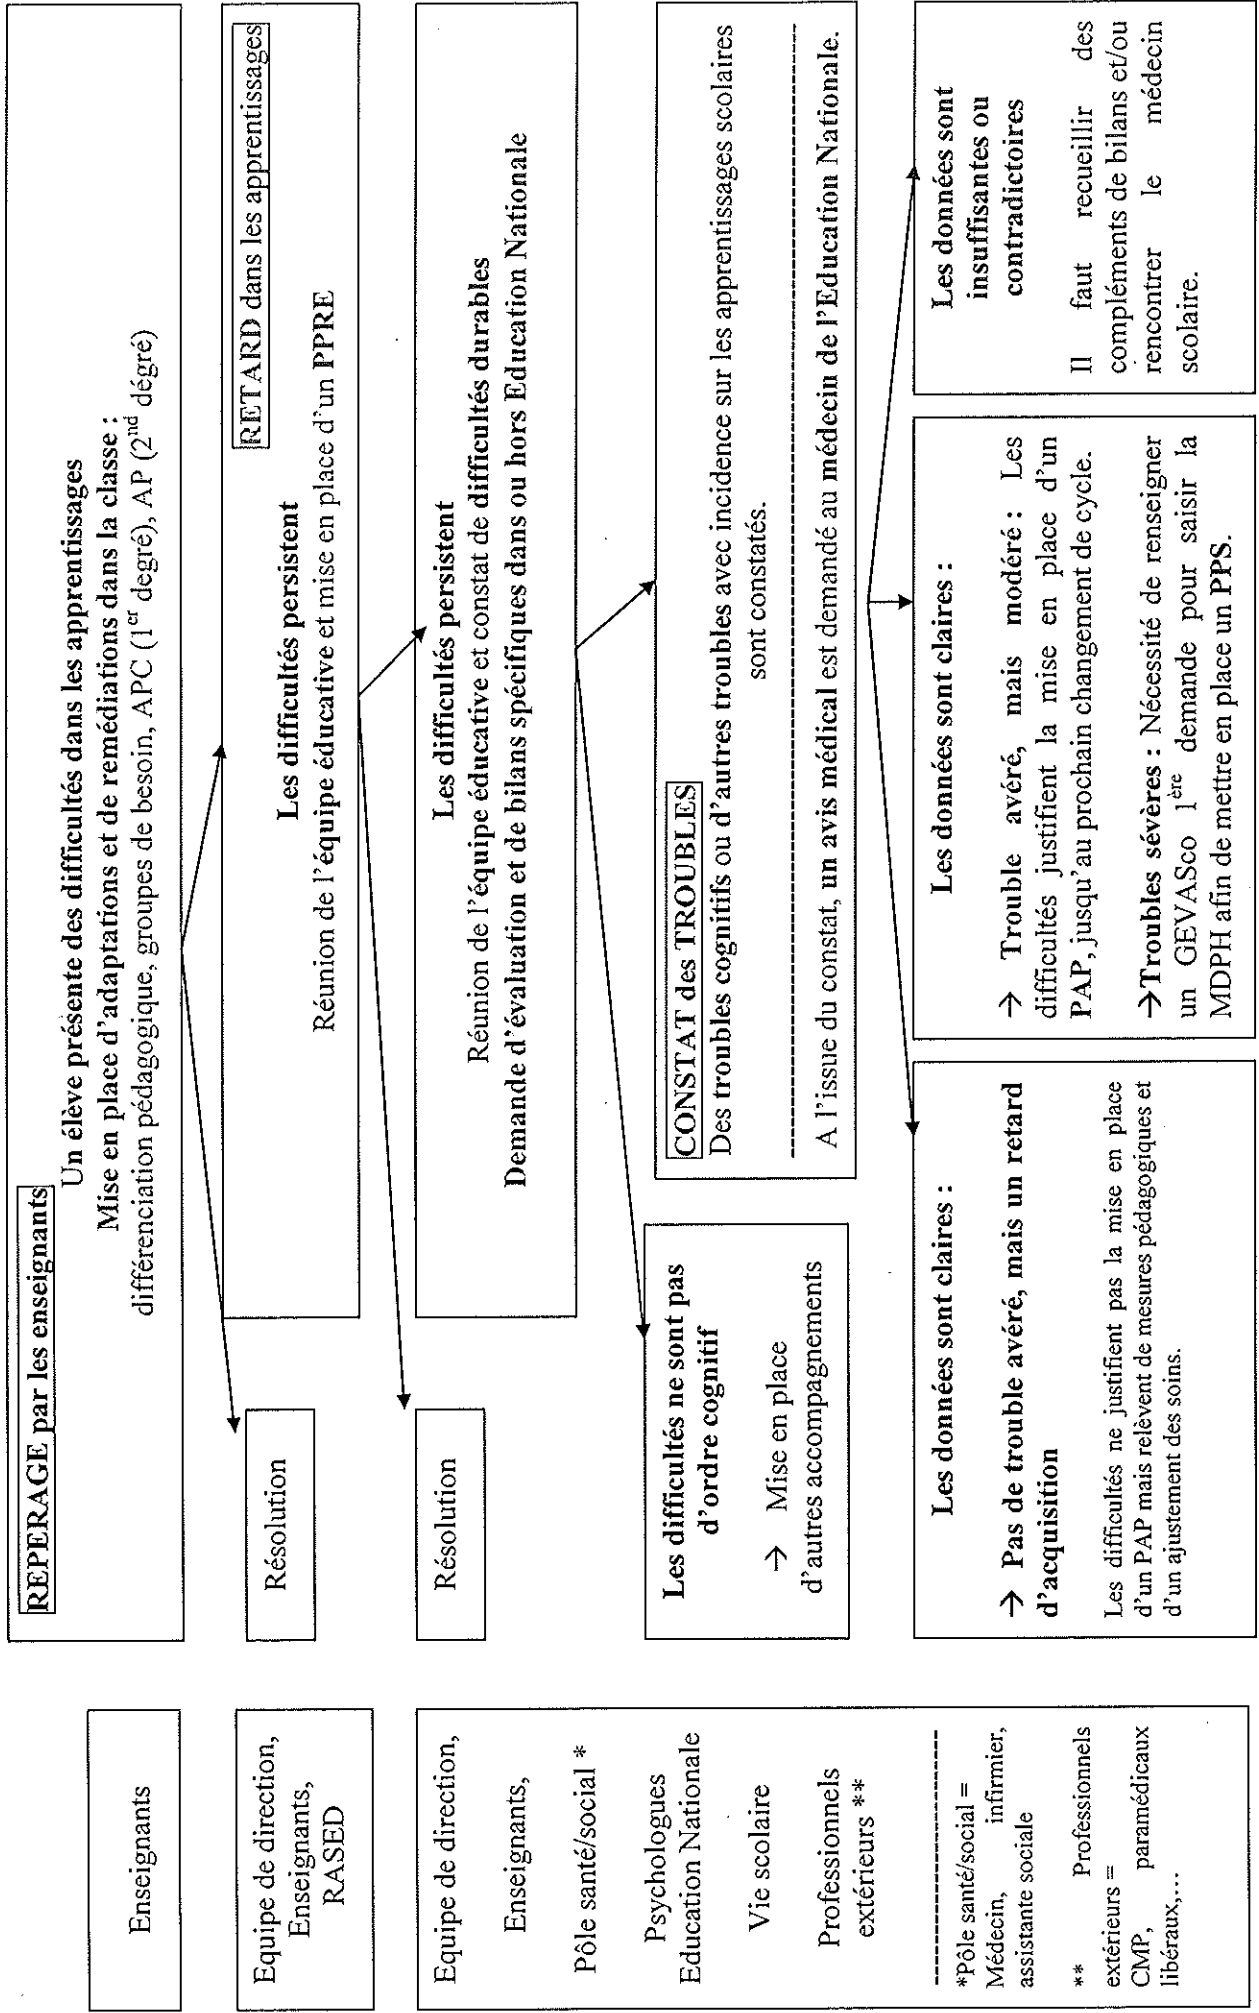 Enseignants
Equipe de direction,
Enseignants,
RASED
Equipe de direction,
Enseignants,
Pôle santé/social *
Psychologues
Education Nationale
Vie scolaire
Professionnels
extérieurs **
*Pôle santé/social =
Médecin, infirmier,
assistante sociale
** Professionnels
extérieurs =
CMP, paramédicaux
libéraux,…
REPERAGE par les enseignants
Un élève présente des difficultés dans les apprentissages
Mise en place d'adaptations et de remédiations dans la classe :
différenciation pédagogique, groupes de besoin, APC (1er degré), AP (2nd dégré)
Résolution
RETARD dans les apprentissages
Les difficultés persistent
Réunion de l'équipe éducative et mise en place d'un PPRE
Résolution
Les difficultés persistent
Réunion de l'équipe éducative et constat de difficultés durables
Demande d'évaluation et de bilans spécifiques dans ou hors Education Nationale
Les difficultés ne sont pas
d'ordre cognitif
→ Mise en place
d'autres accompagnements
CONSTAT des TROUBLES
Des troubles cognitifs ou d'autres troubles avec incidence sur les apprentissages scolaires
sont constatés.
A l'issue du constat, un avis médical est demandé au médecin de l'Education Nationale.
Les données sont claires :
→ Pas de trouble avéré, mais un retard
d'acquisition
Les difficultés ne justifient pas la mise en place
d'un PAP mais relèvent de mesures pédagogiques et
d'un ajustement des soins.
Les données sont claires :
→ Trouble avéré, mais modéré : Les
difficultés justifient la mise en place d'un
PAP, jusqu'au prochain changement de cycle.
→Troubles sévères : Nécessité de renseigner
un GEVASco 1ère demande pour saisir la
MDPH afin de mettre en place un PPS.
Les données sont
insuffisantes ou
contradictoires
Il faut recueillir des
compléments de bilans et/ou
rencontrer le médecin
scolaire.